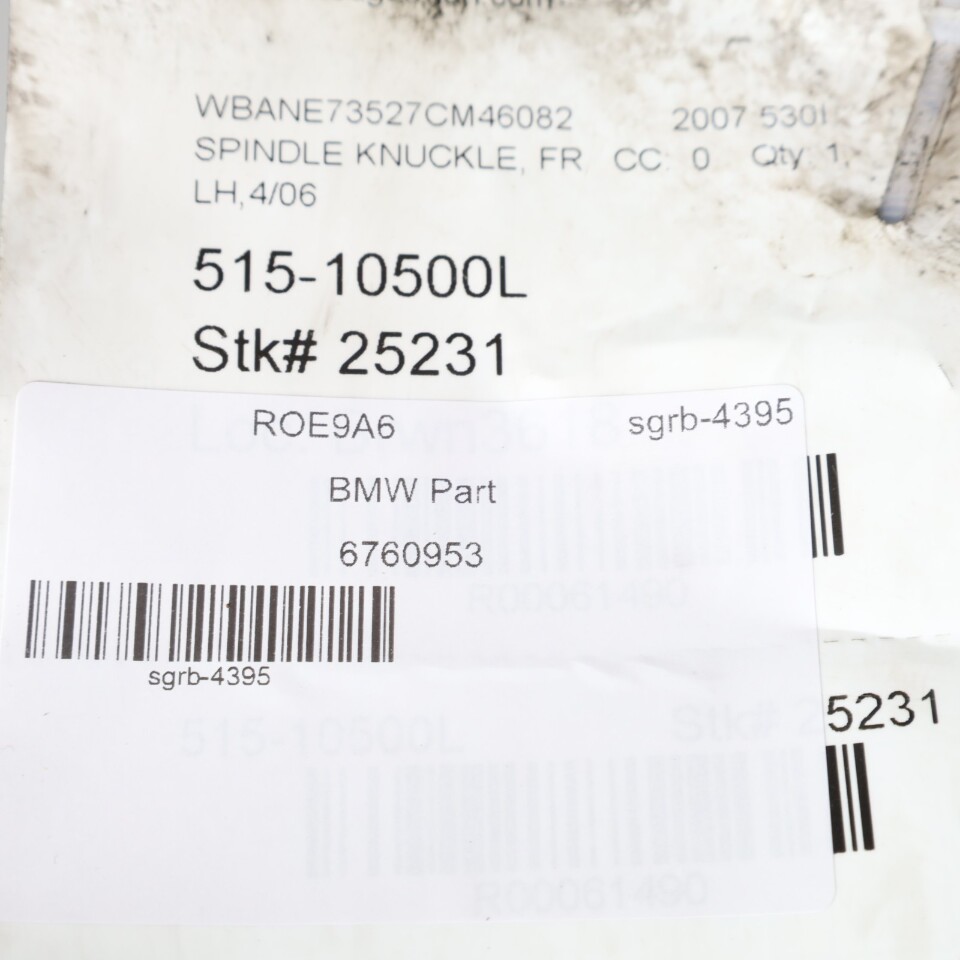 WBANE73527CM46082 2007 530I
SPINDLE KNUCKLE, FR CC: 0 Qty 1,
LH,4/06
515-10500L
Stk# 25231
ROE9A6 sgrb-4395
BMW Part
6760953
R00061490
sgrb-4395
515-10500L Stk# 25231
R00061490